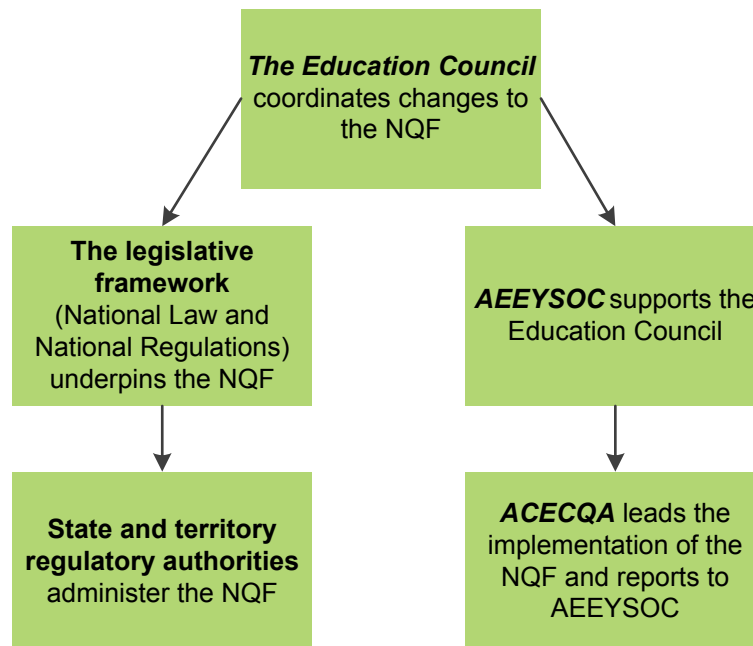 The Education Council
coordinates changes to
the NQF
The legislative
framework
(National Law and
National Regulations)
underpins the NQF
AEEYSOC supports the
Education Council
State and territory
regulatory authorities
administer the NQF
ACECQA leads the
implementation of the
NQF and reports to
AEEYSOC